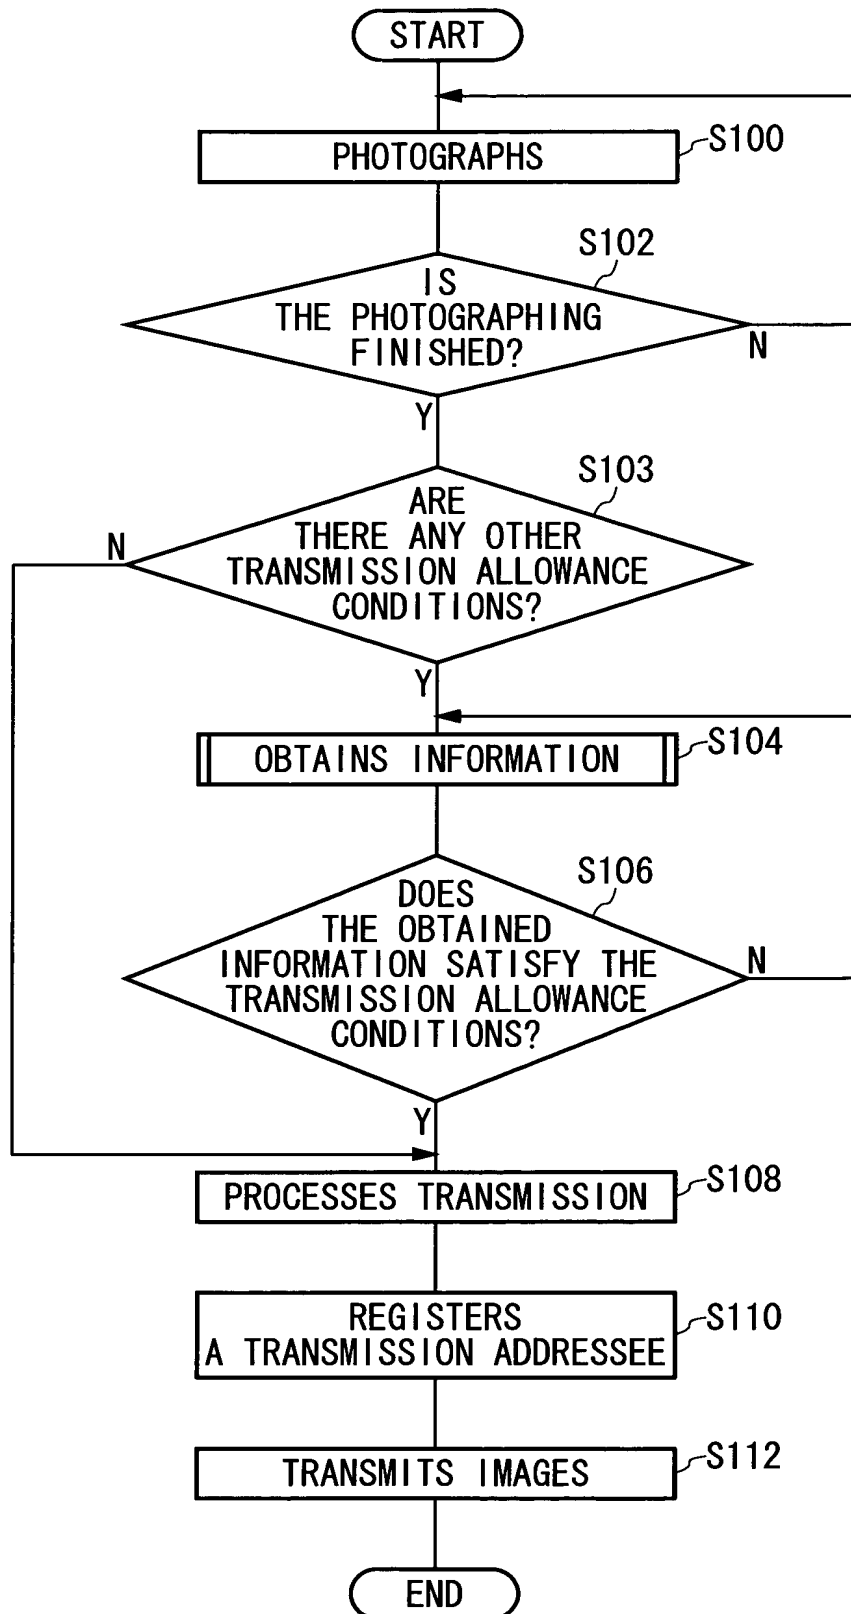 START
PHOTOGRAPHS
S100
S102
IS
THE PHOTOGRAPHING
FINISHED?
N
Y
S103
ARE
THERE ANY OTHER
TRANSMISSION ALLOWANCE
CONDITIONS?
N
Y
OBTAINS INFORMATION
S104
S106
DOES
THE OBTAINED
INFORMATION SATISFY THE
TRANSMISSION ALLOWANCE
CONDITIONS?
N
Y
PROCESSES TRANSMISSION
S108
REGISTERS
A TRANSMISSION ADDRESSEE
S110
TRANSMITS IMAGES
S112
END